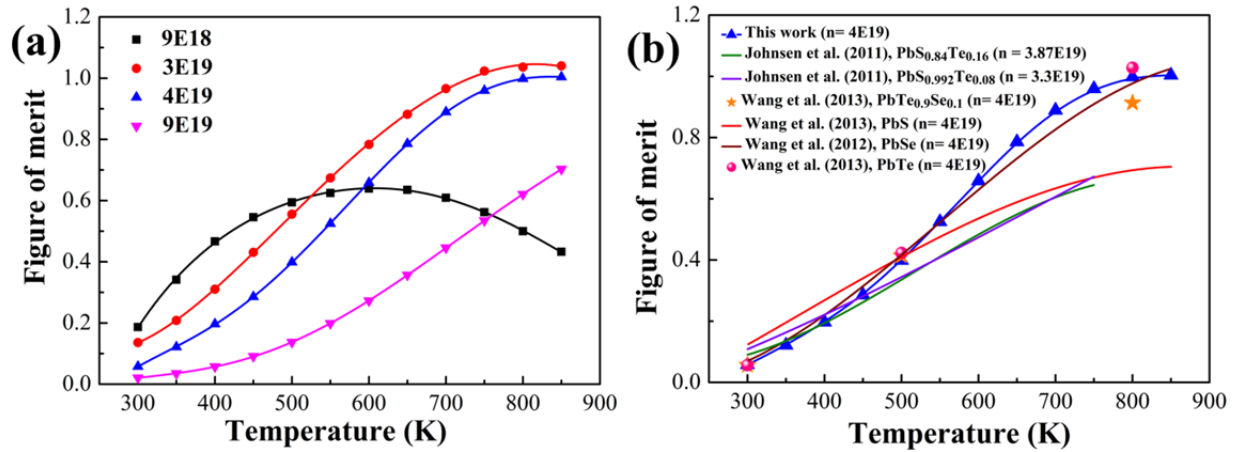 (a)
9E18
3E19
4E19
9E19
Figure of merit
1.2
1.0
0.8
0.6
0.4
0.2
0.0
300 400 500 600 700 800 900
Temperature (K)
(b)
This work (n= 4E19)
Johnsen et al. (2011), PbS0.84Te0.16 (n = 3.87E19)
Johnsen et al. (2011), PbS0.992Te0.08 (n = 3.3E19)
Wang et al. (2013), PbTe0.9Se0.1 (n= 4E19)
Wang et al. (2013), PbS (n= 4E19)
Wang et al. (2012), PbSe (n= 4E19)
Wang et al. (2013), PbTe (n= 4E19)
Figure of merit
1.2
0.8
0.4
0.0
300 400 500 600 700 800 900
Temperature (K)